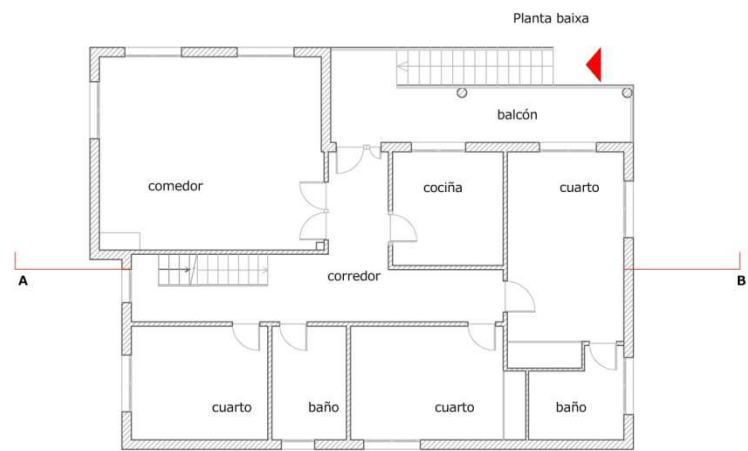 Planta baixa
balcón
comedor
cociña
cuarto
A
corredor
B
cuarto
baño
cuarto
baño